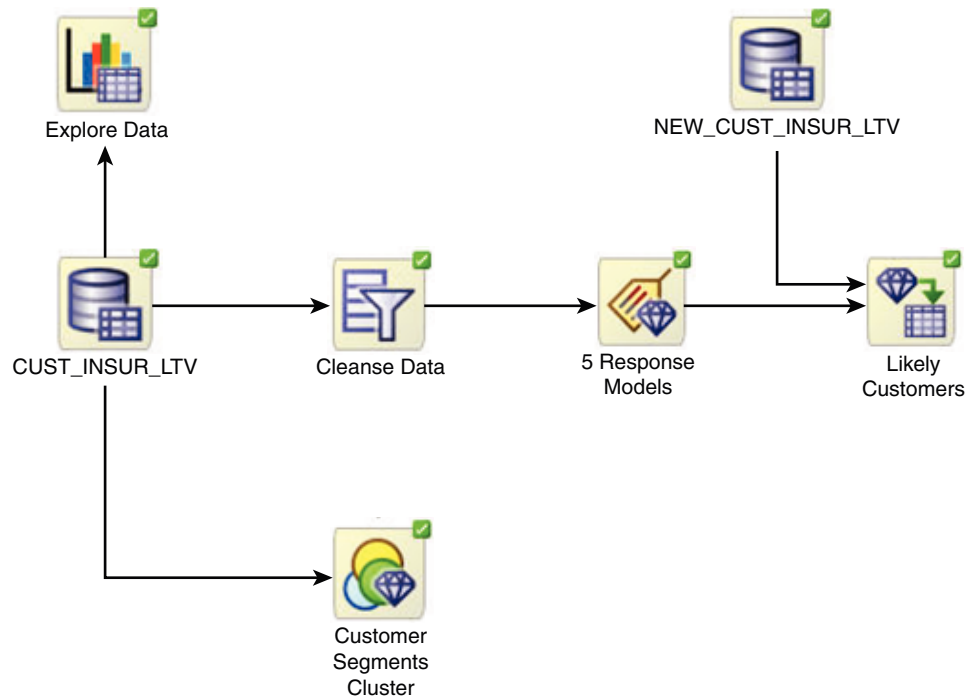 Explore Data
NEW_CUST_INSUR_LTV
CUST_INSUR_LTV
Cleanse Data
5 Response
Models
Likely
Customers
Customer
Segments
Cluster